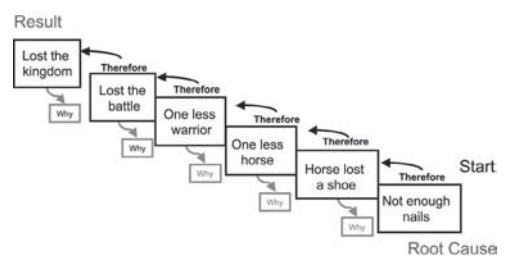 Result
Lost the
kingdom
Therefore
Why
Lost the
battle
Therefore
Why
One less
warrior
Therefore
Why
One less
horse
Therefore
Why
Horse lost
a shoe
Therefore
Why
Start
Not enough
nails
Root Cause